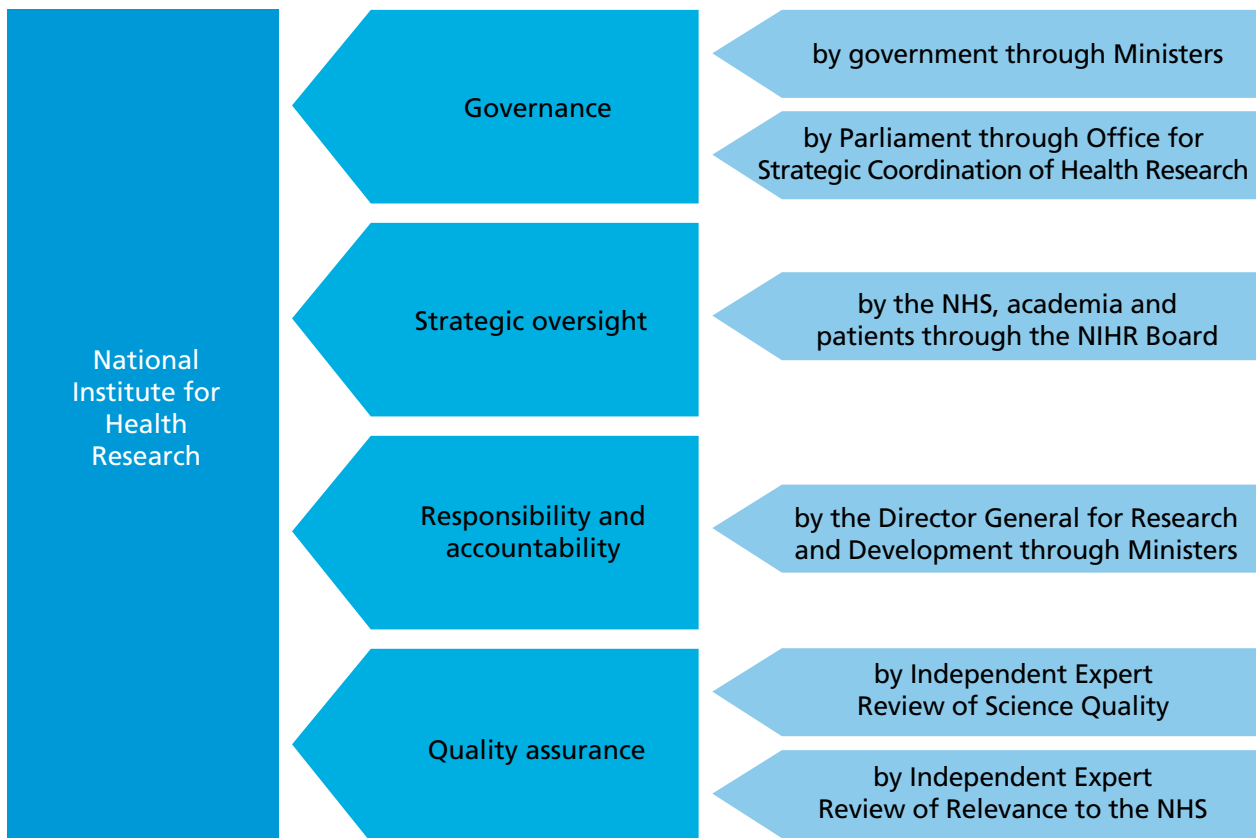 National
Institute for
Health
Research
Governance
by government through Ministers
by Parliament through Office for
Strategic Coordination of Health Research
Strategic oversight
by the NHS, academia and
patients through the NIHR Board
Responsibility and
accountability
by the Director General for Research
and Development through Ministers
Quality assurance
by Independent Expert
Review of Science Quality
by Independent Expert
Review of Relevance to the NHS